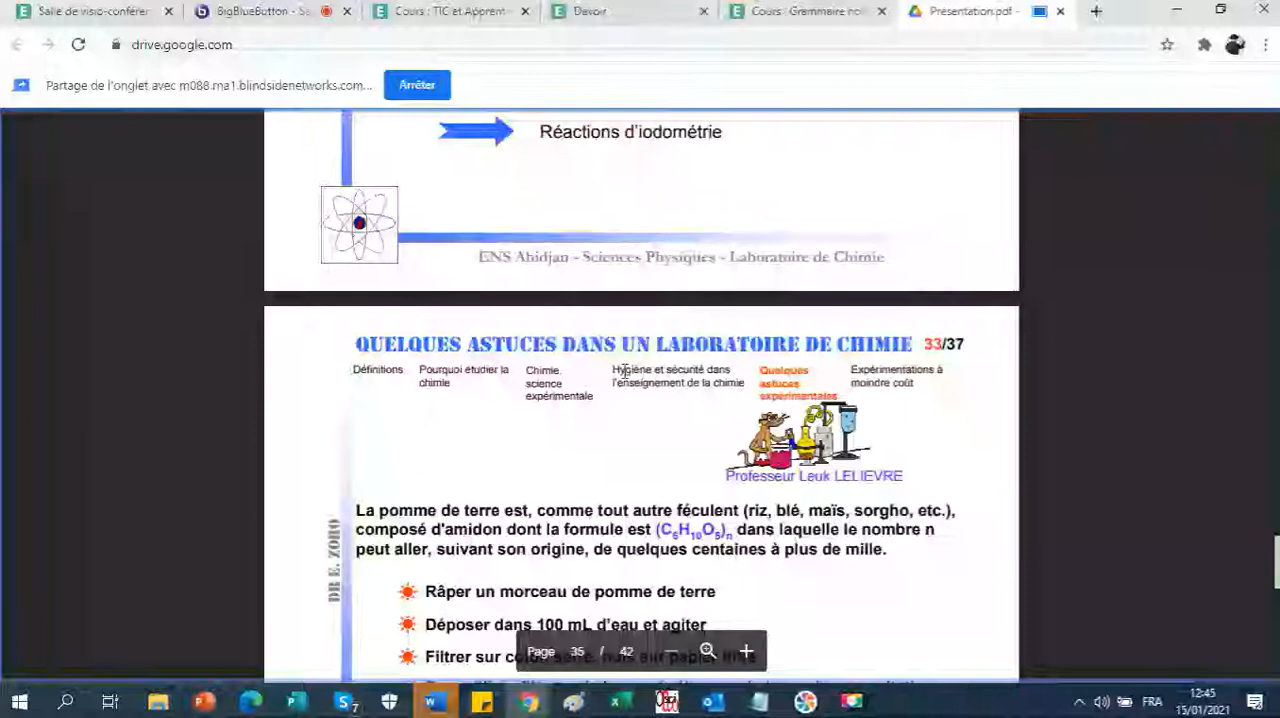 Salle de visio-conférer
BigBlueButton - Sa
Cours : TIC et Apprent
Devoir
Cours : Grammaire no
Présentation.pdf -
drive.google.com
Partage de l'onglet avec m088.ma1.blindsidenetworks.com...
Arrêter
Réactions d'iodométrie
ENS Abidjan - Sciences Physiques - Laboratoire de Chimie
QUELQUES ASTUCES DANS UN LABORATOIRE DE CHIMIE 33/37
Définitions
Pourquoi étudier la
chimie
Chimie,
science
expérimentale
Hygiène et sécurité dans
l'enseignement de la chimie
Quelques
astuces
expérimentales
Expérimentations à
moindre coût
Professeur Leuk LELIEVRE
DR E. ZORO
La pomme de terre est, comme tout autre féculent (riz, blé, maïs, sorgho, etc.),
composé d'amidon dont la formule est (C6H10O5)n dans laquelle le nombre n
peut aller, suivant son origine, de quelques centaines à plus de mille.
Râper un morceau de pomme de terre
Déposer dans 100 mL d'eau et agiter
Filtrer sur
Page 35 / 42
FRA
12:45
15/01/2021